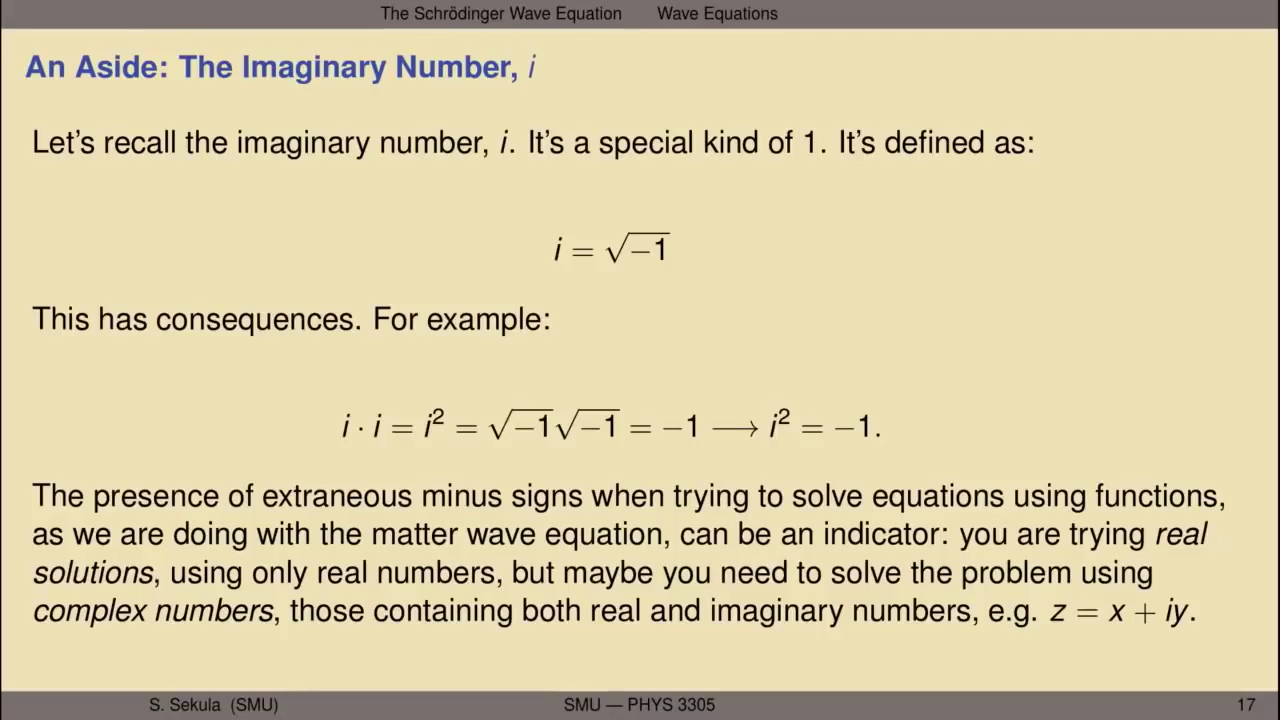 The Schrödinger Wave Equation Wave Equations
An Aside: The Imaginary Number, i
Let's recall the imaginary number, i. It's a special kind of 1. It's defined as:
i = √−1
This has consequences. For example:
i · i = i² = √−1√−1 = −1 ⟶ i² = −1.
The presence of extraneous minus signs when trying to solve equations using functions,
as we are doing with the matter wave equation, can be an indicator: you are trying real
solutions, using only real numbers, but maybe you need to solve the problem using
complex numbers, those containing both real and imaginary numbers, e.g. z = x + iy.
S. Sekula (SMU) SMU — PHYS 3305 17